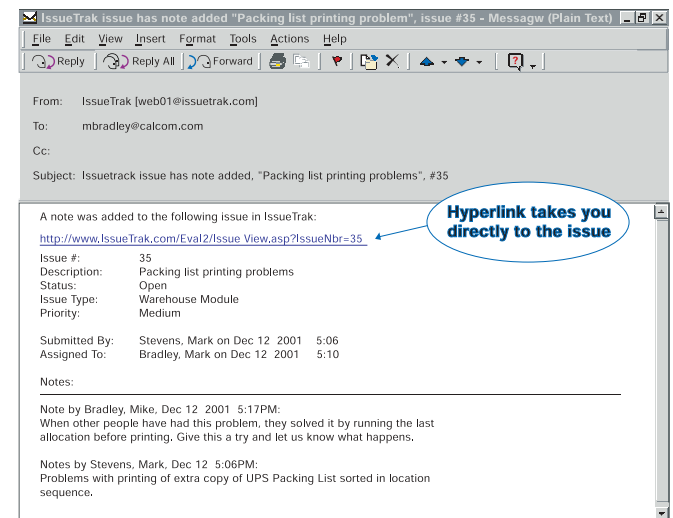 IssueTrak issue has note added "Packing list printing problem", issue #35 - Messagw (Plain Text)
File Edit View Insert Format Tools Actions Help
Reply Reply All Forward
From: IssueTrak [web01@issuetrak.com]
To: mbradley@calcom.com
Cc:
Subject: Issuetrack issue has note added, "Packing list printing problems", #35
A note was added to the following issue in IssueTrak:
Hyperlink takes you
directly to the issue
http://www.IssueTrak.com/Eval2/Issue View.asp?IssueNbr=35
Issue #: 35
Description: Packing list printing problems
Status: Open
Issue Type: Warehouse Module
Priority: Medium
Submitted By: Stevens, Mark on Dec 12 2001 5:06
Assigned To: Bradley, Mark on Dec 12 2001 5:10
Notes:
Note by Bradley, Mike, Dec 12 2001 5:17PM:
When other people have had this problem, they solved it by running the last
allocation before printing. Give this a try and let us know what happens.
Notes by Stevens, Mark, Dec 12 5:06PM:
Problems with printing of extra copy of UPS Packing List sorted in location
sequence.